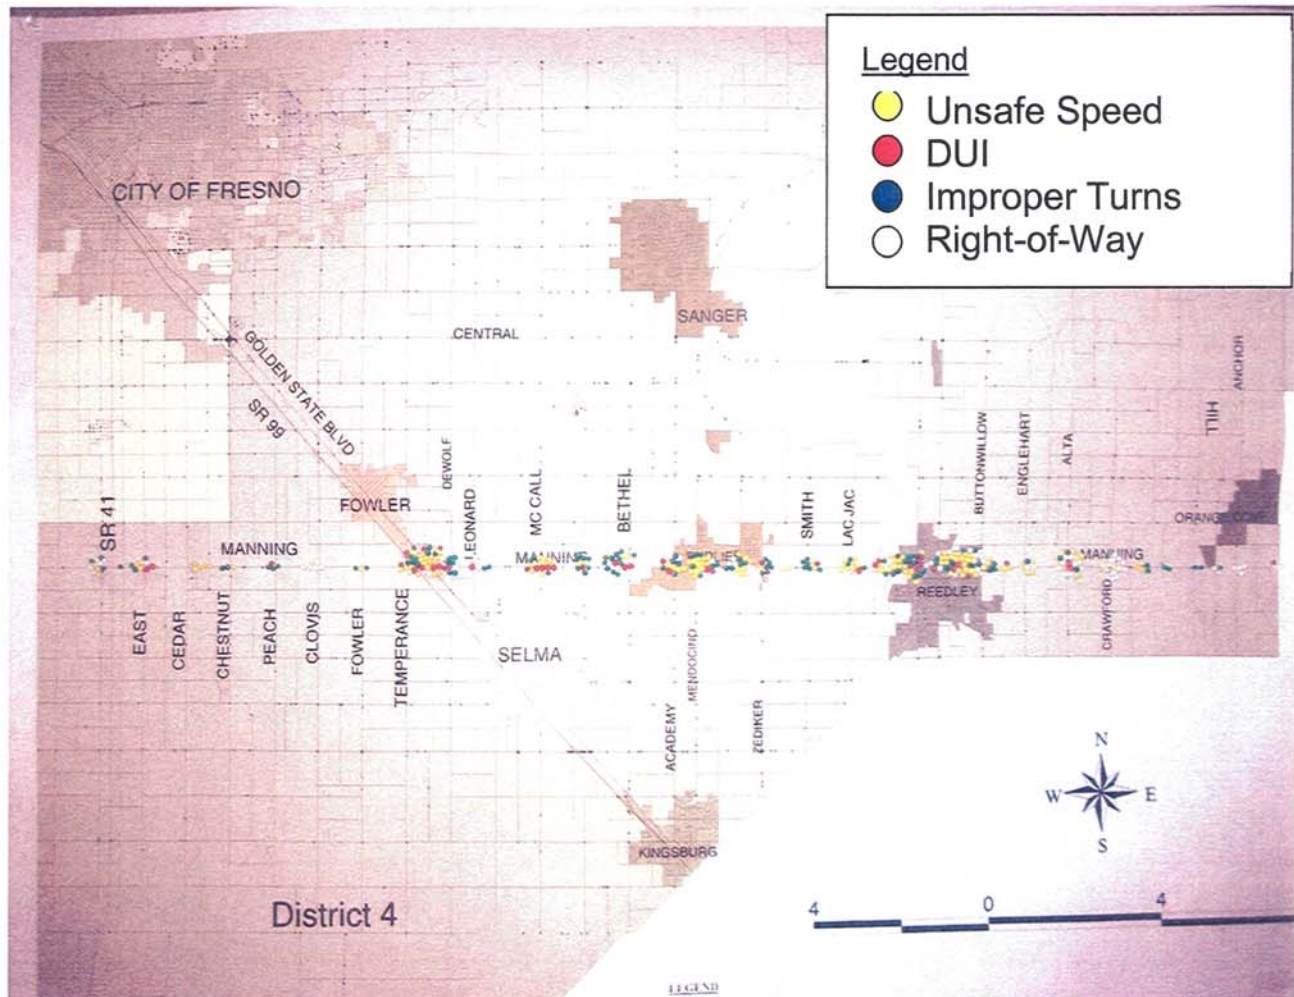 Legend
Unsafe Speed
DUI
Improper Turns
Right-of-Way
CITY OF FRESNO
SANGER
CENTRAL
GOLDEN STATE BLVD
SR 99
ANCHOR
HILL
BUTTONWILLOW
ENGLEHART
ALTA
DEWOLF
FOWLER
LEONARD
MC CALL
BETHEL
SMITH
LAC JAC
SR 41
MANNING
MANNING
MANNING
REEDLEY
EAST
CEDAR
CHESTNUT
PEACH
CLOVIS
FOWLER
TEMPERANCE
CRAWFORD
SELMA
MENDOCINO
ACADEMY
ZEDIKER
N
W E
S
KINGSBURG
District 4
4 0 4
LEGEND